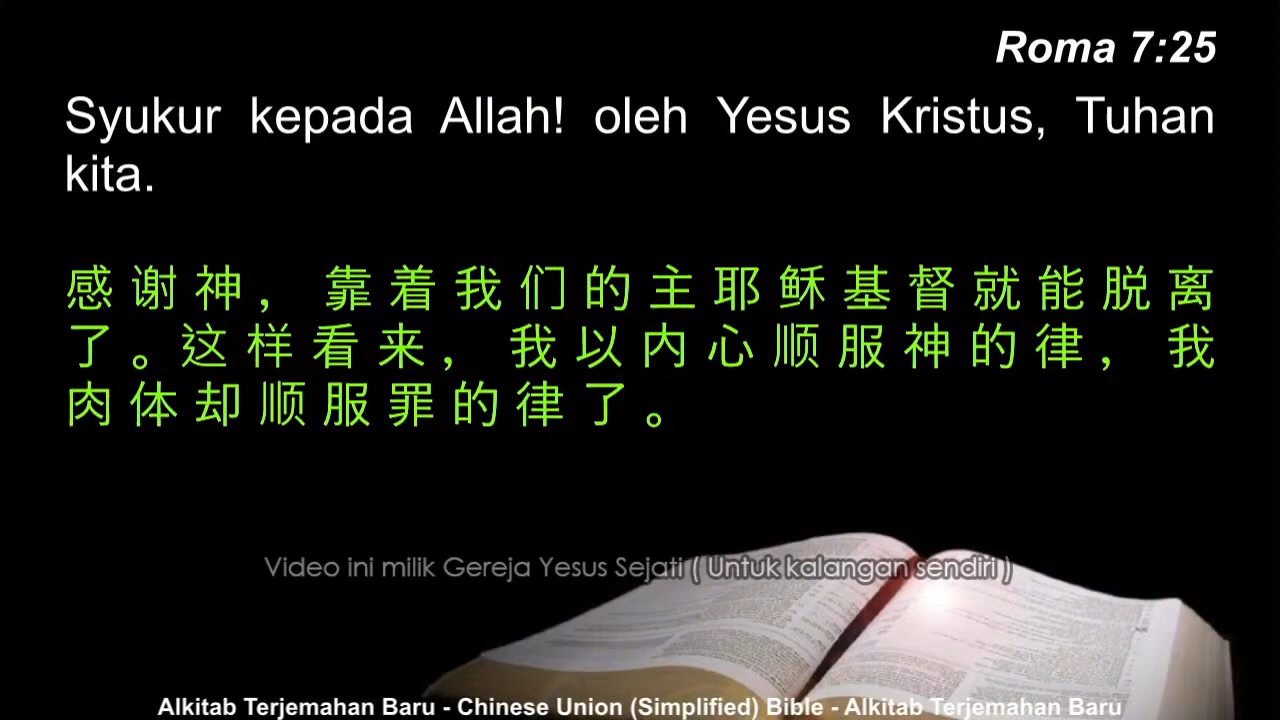 Roma 7:25
Syukur kepada Allah! oleh Yesus Kristus, Tuhan
kita.
感谢神，靠着我们的主耶稣基督就能脱离
了。这样看来，我以内心顺服神的律，我
肉体却顺服罪的律了。
Video ini milik Gereja Yesus Sejati ( Untuk kalangan sendiri )
Alkitab Terjemahan Baru - Chinese Union (Simplified) Bible - Alkitab Terjemahan Baru